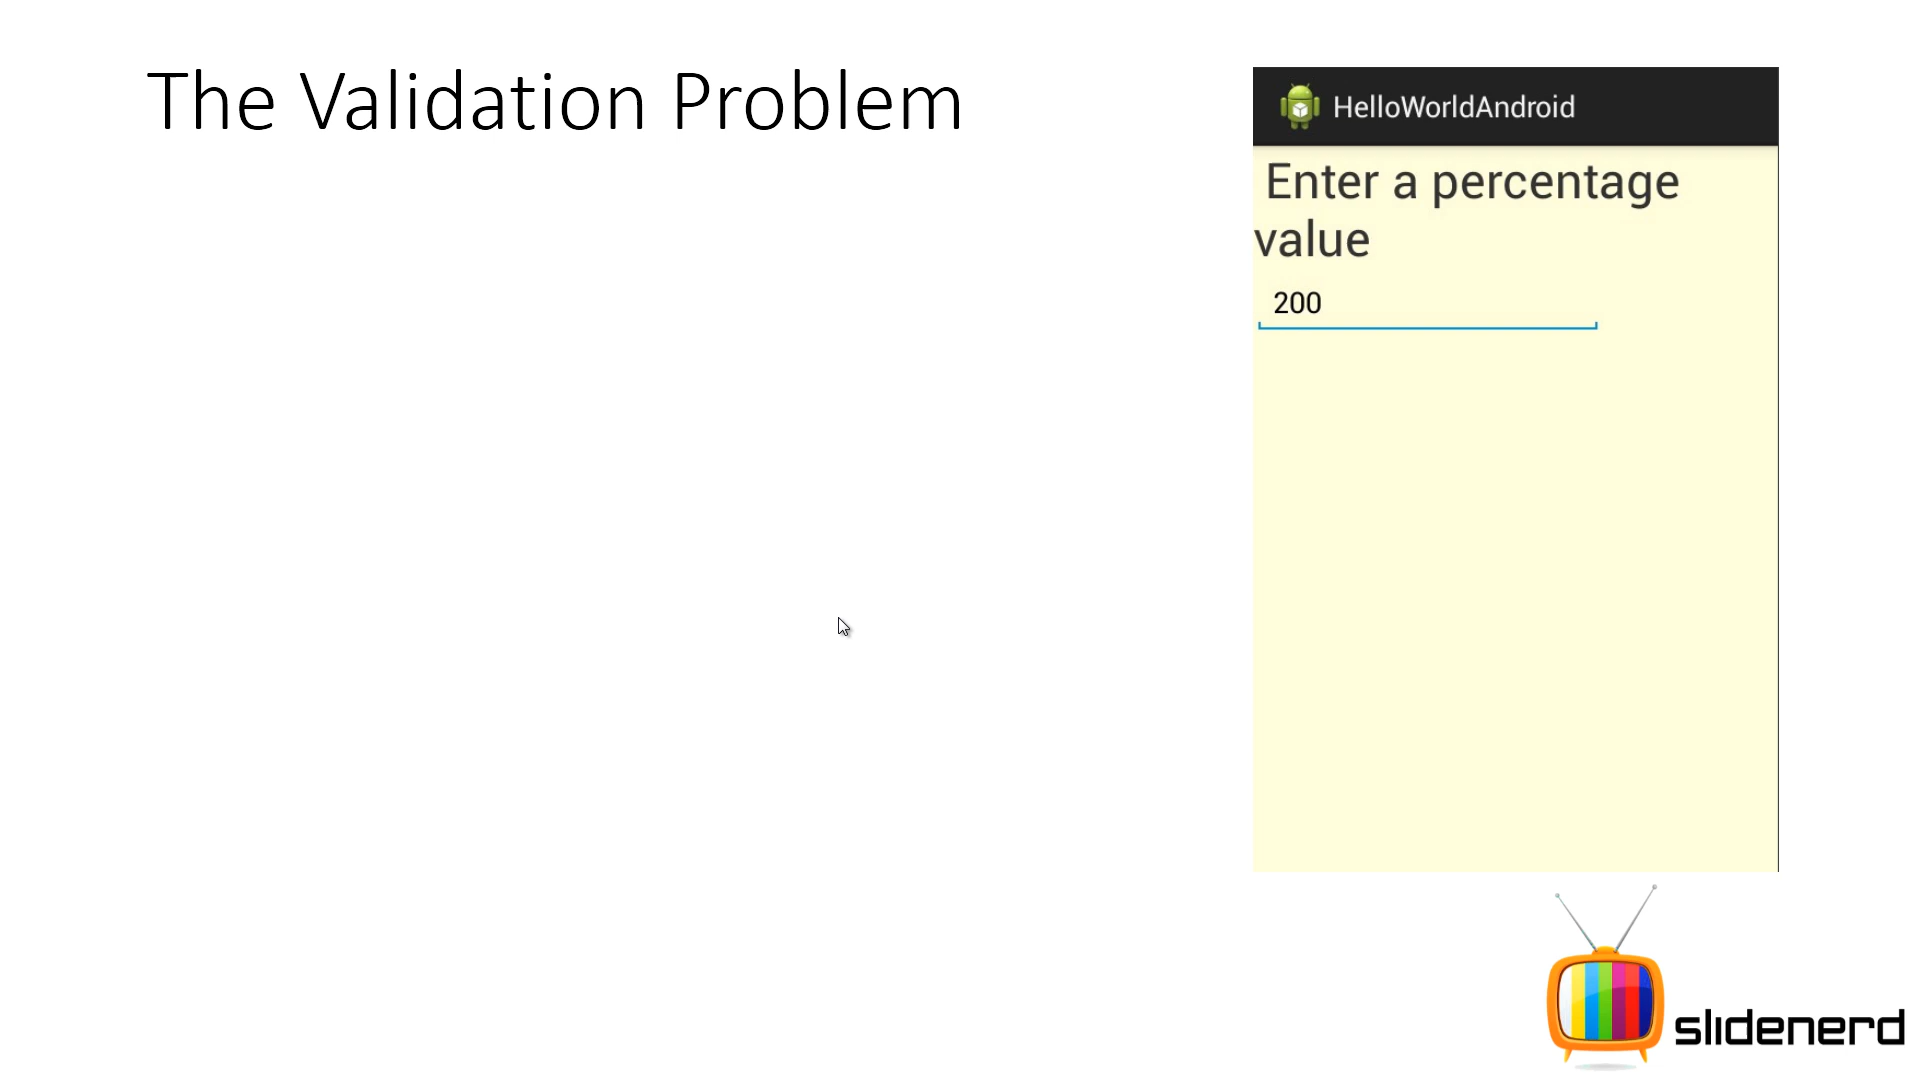 The Validation Problem
HelloWorldAndroid
Enter a percentage
value
200
slidenerd